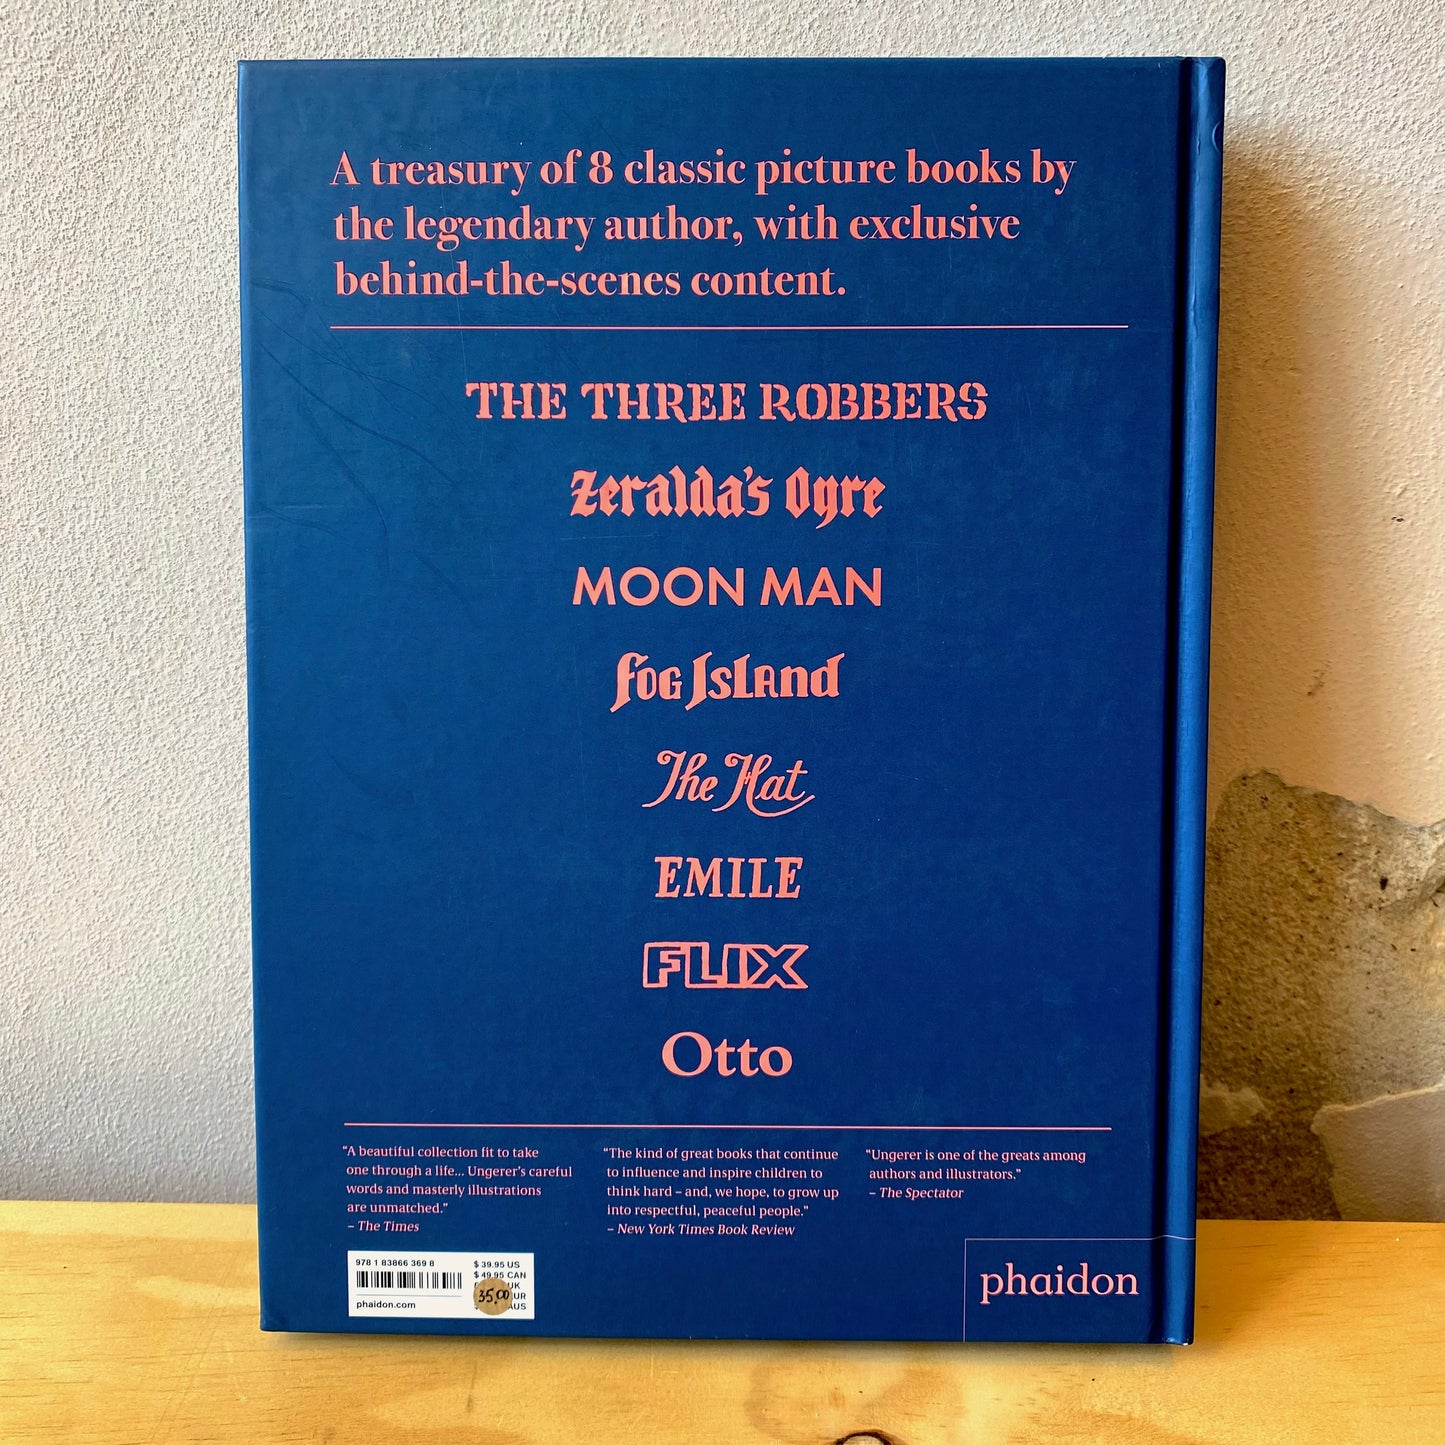 A treasury of 8 classic picture books by
the legendary author, with exclusive
behind-the-scenes content.
THE THREE ROBBERS
Zeralda's Ogre
MOON MAN
Fog Island
The Hat
EMILE
FLIX
Otto
“A beautiful collection fit to take
one through a life... Ungerer’s careful
words and masterly illustrations
are unmatched.”
– The Times
“The kind of great books that continue
to influence and inspire children to
think hard – and, we hope, to grow up
into respectful, peaceful people.”
– New York Times Book Review
“Ungerer is one of the greats among
authors and illustrators.”
– The Spectator
978 1 83866 369 8
phaidon.com
$ 39.95 US
$ 49.95 CAN
UK
AUS
35,00
phaidon